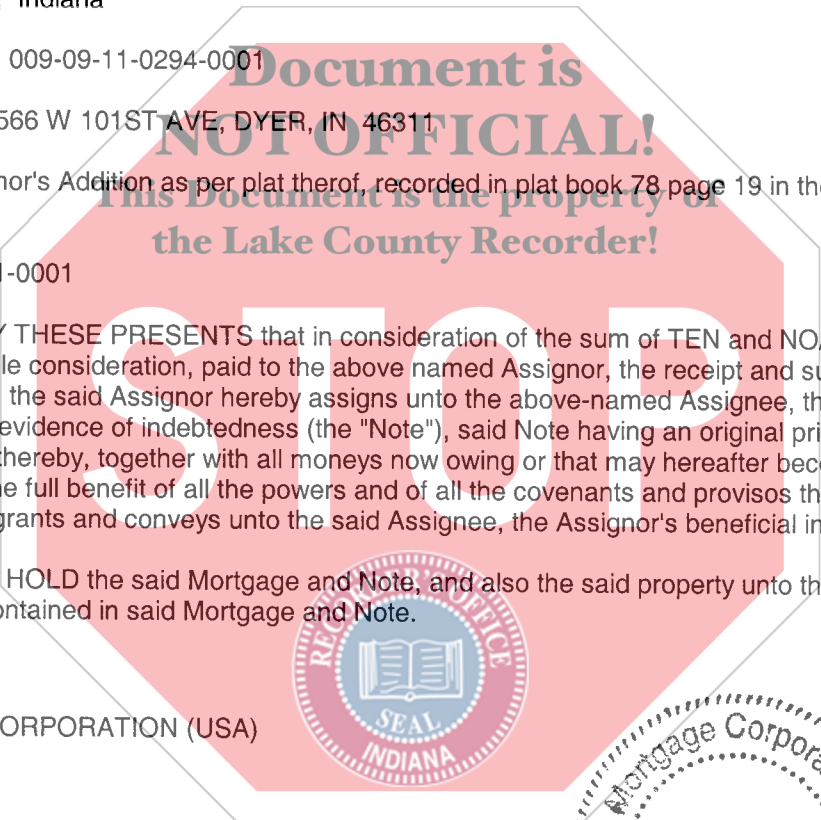 Indiana
009-09-11-0294-0001
Document is
566 W 101ST AVE, DYER, IN 46311
NOT OFFICIAL!
nor's Addition as per plat therof, recorded in plat book 78 page 19 in the
This Document is the property of
the Lake County Recorder!
1-0001
Y THESE PRESENTS that in consideration of the sum of TEN and NO
le consideration, paid to the above named Assignor, the receipt and su
the said Assignor hereby assigns unto the above-named Assignee, th
evidence of indebtedness (the "Note"), said Note having an original pri
thereby, together with all moneys now owing or that may hereafter bec
e full benefit of all the powers and of all the covenants and provisos th
grants and conveys unto the said Assignee, the Assignor's beneficial in
STOP
HOLD the said Mortgage and Note, and also the said property unto th
ontained in said Mortgage and Note.
RECORDER'S OFFICE
SEAL
INDIANA
ORPORATION (USA)
Mortgage Corpora